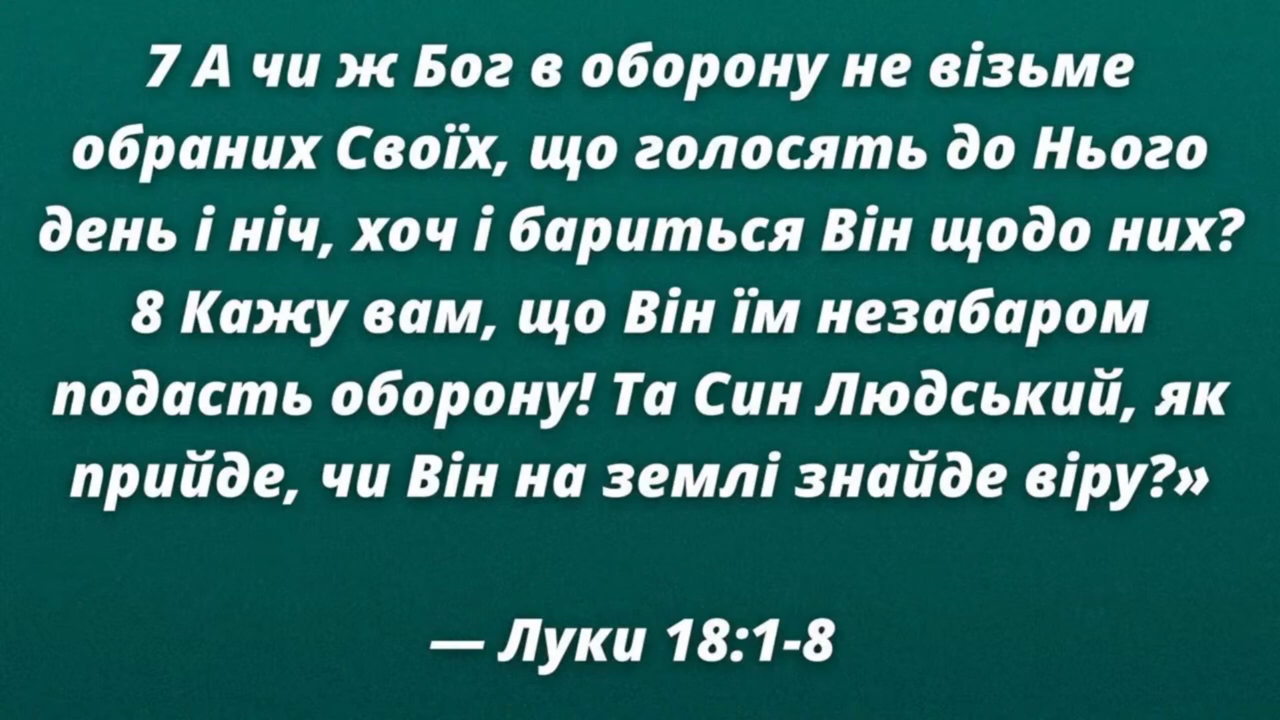 7 А чи ж Бог в оборону не візьме
обраних Своїх, що голосять до Нього
день і ніч, хоч і бариться Він щодо них?
8 Кажу вам, що Він їм незабаром
подасть оборону! Та Син Людський, як
прийде, чи Він на землі знайде віру?»
— Луки 18:1-8